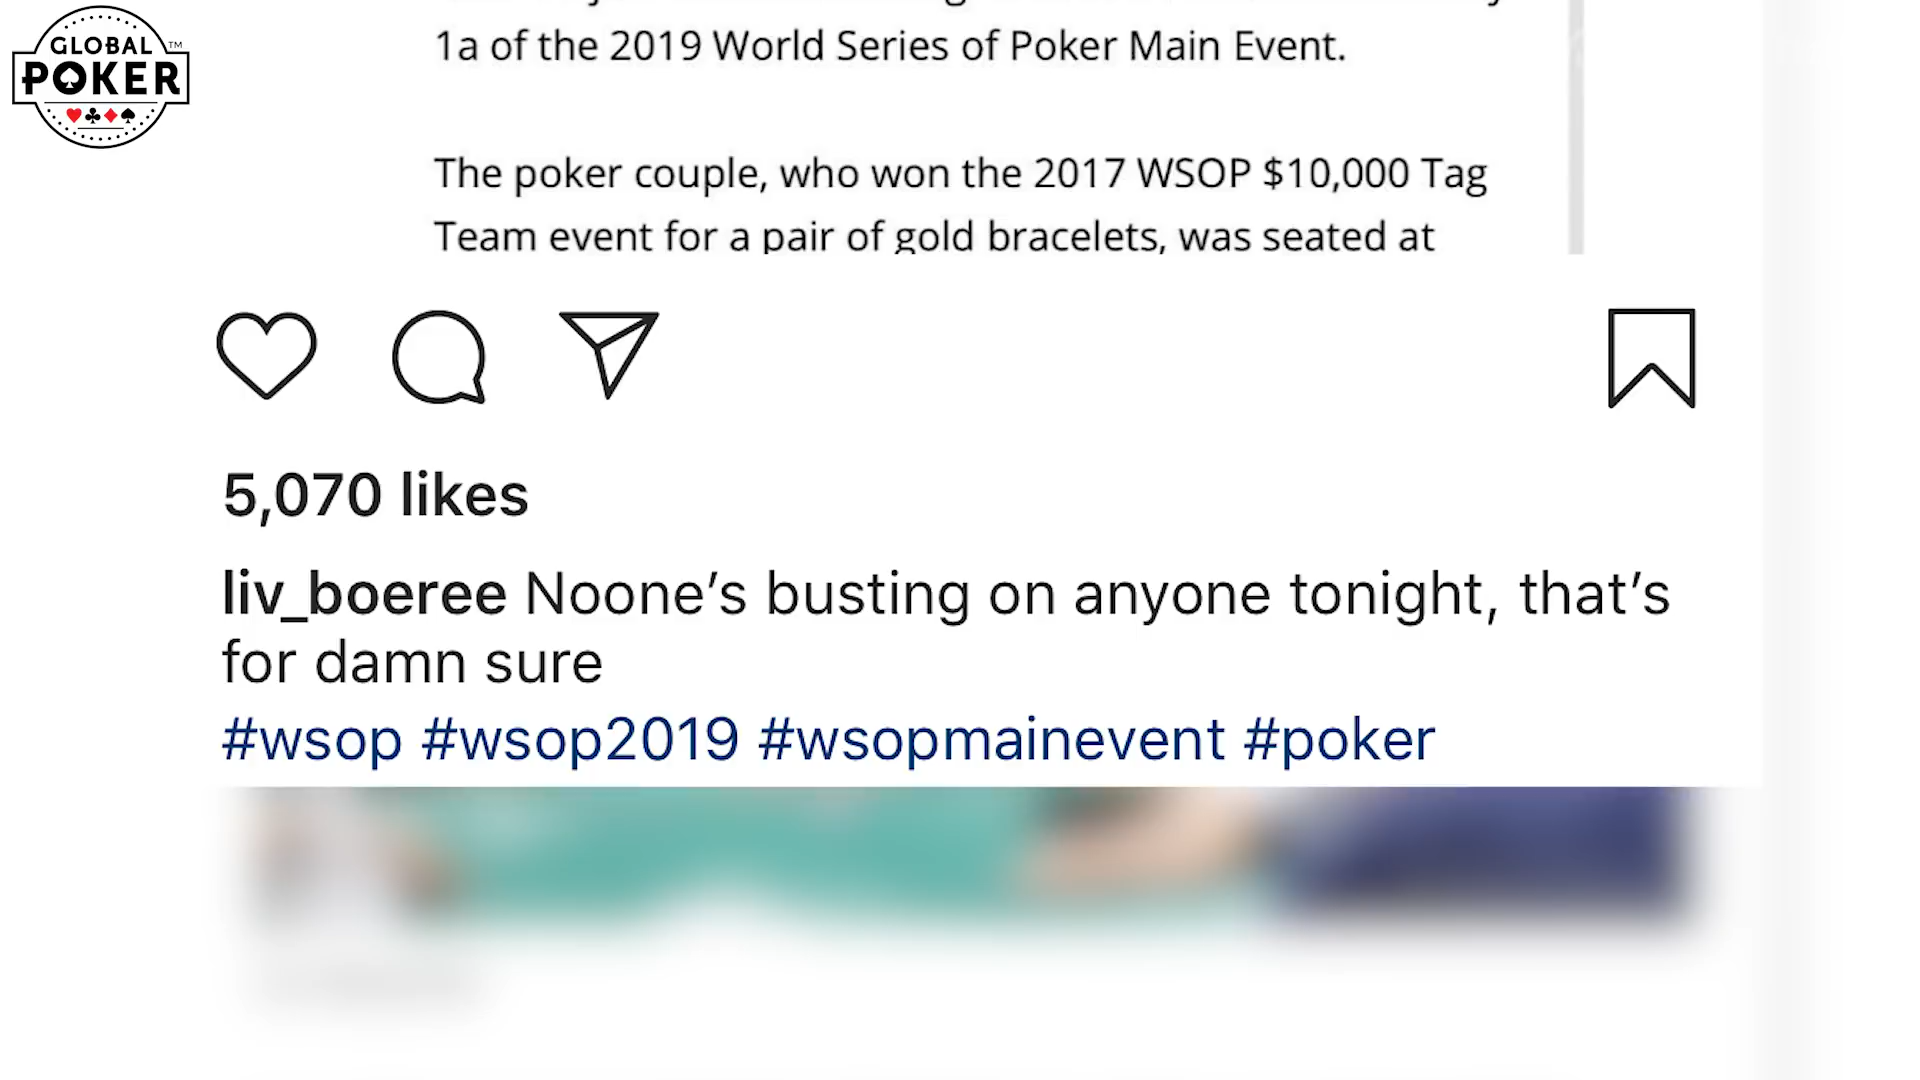 GLOBAL TM
POKER
1a of the 2019 World Series of Poker Main Event.
The poker couple, who won the 2017 WSOP $10,000 Tag
Team event for a pair of gold bracelets, was seated at
5,070 likes
liv_boeree Noone’s busting on anyone tonight, that’s
for damn sure
#wsop #wsop2019 #wsopmainevent #poker